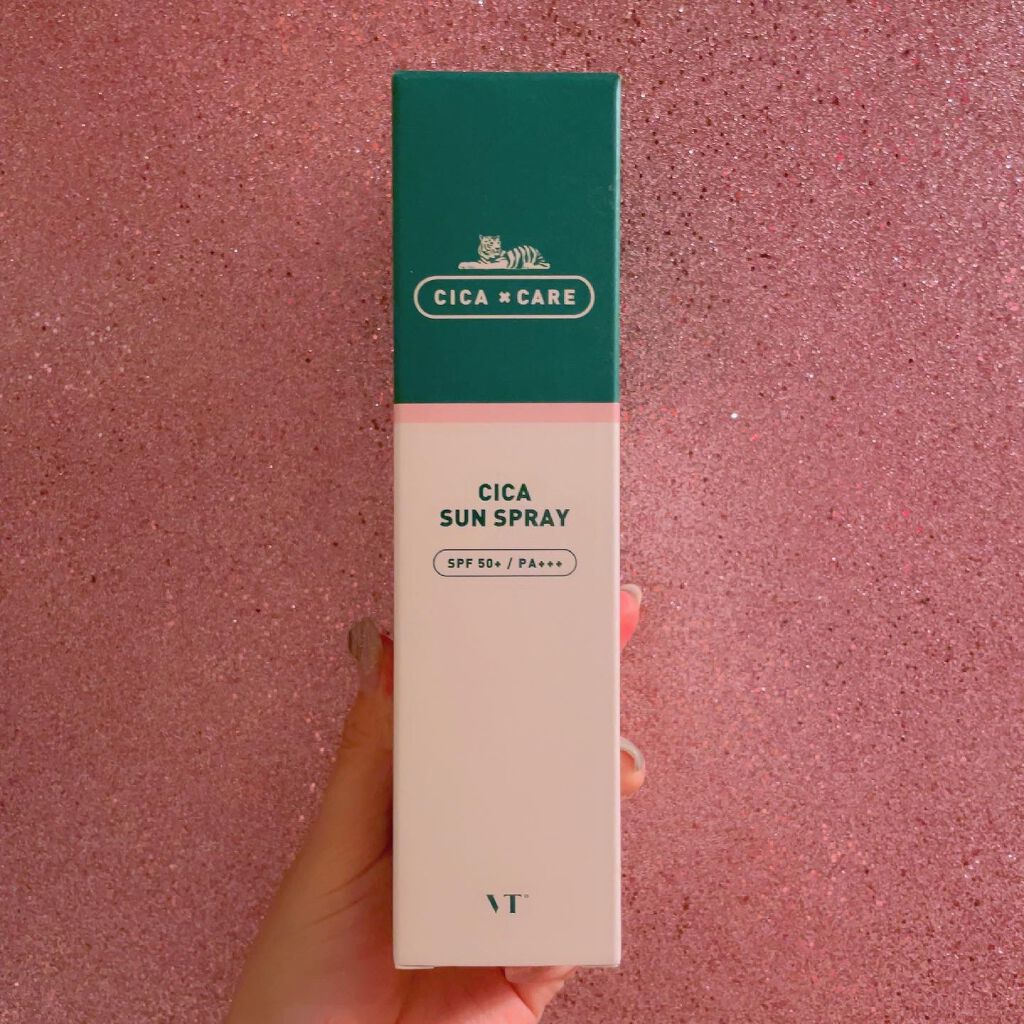 CICA × CARE
CICA
SUN SPRAY
SPF 50+ / PA+++
VT®